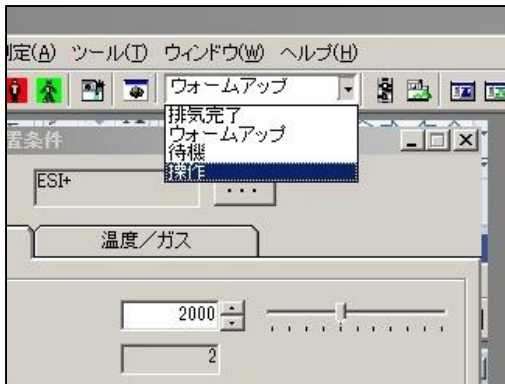 定(A) ツール(T) ウィンドウ(W) ヘルプ(H)
ウォームアップ
排気完了
ウォームアップ
待機
操作
置条件
ESI+
...
温度／ガス
2000
2